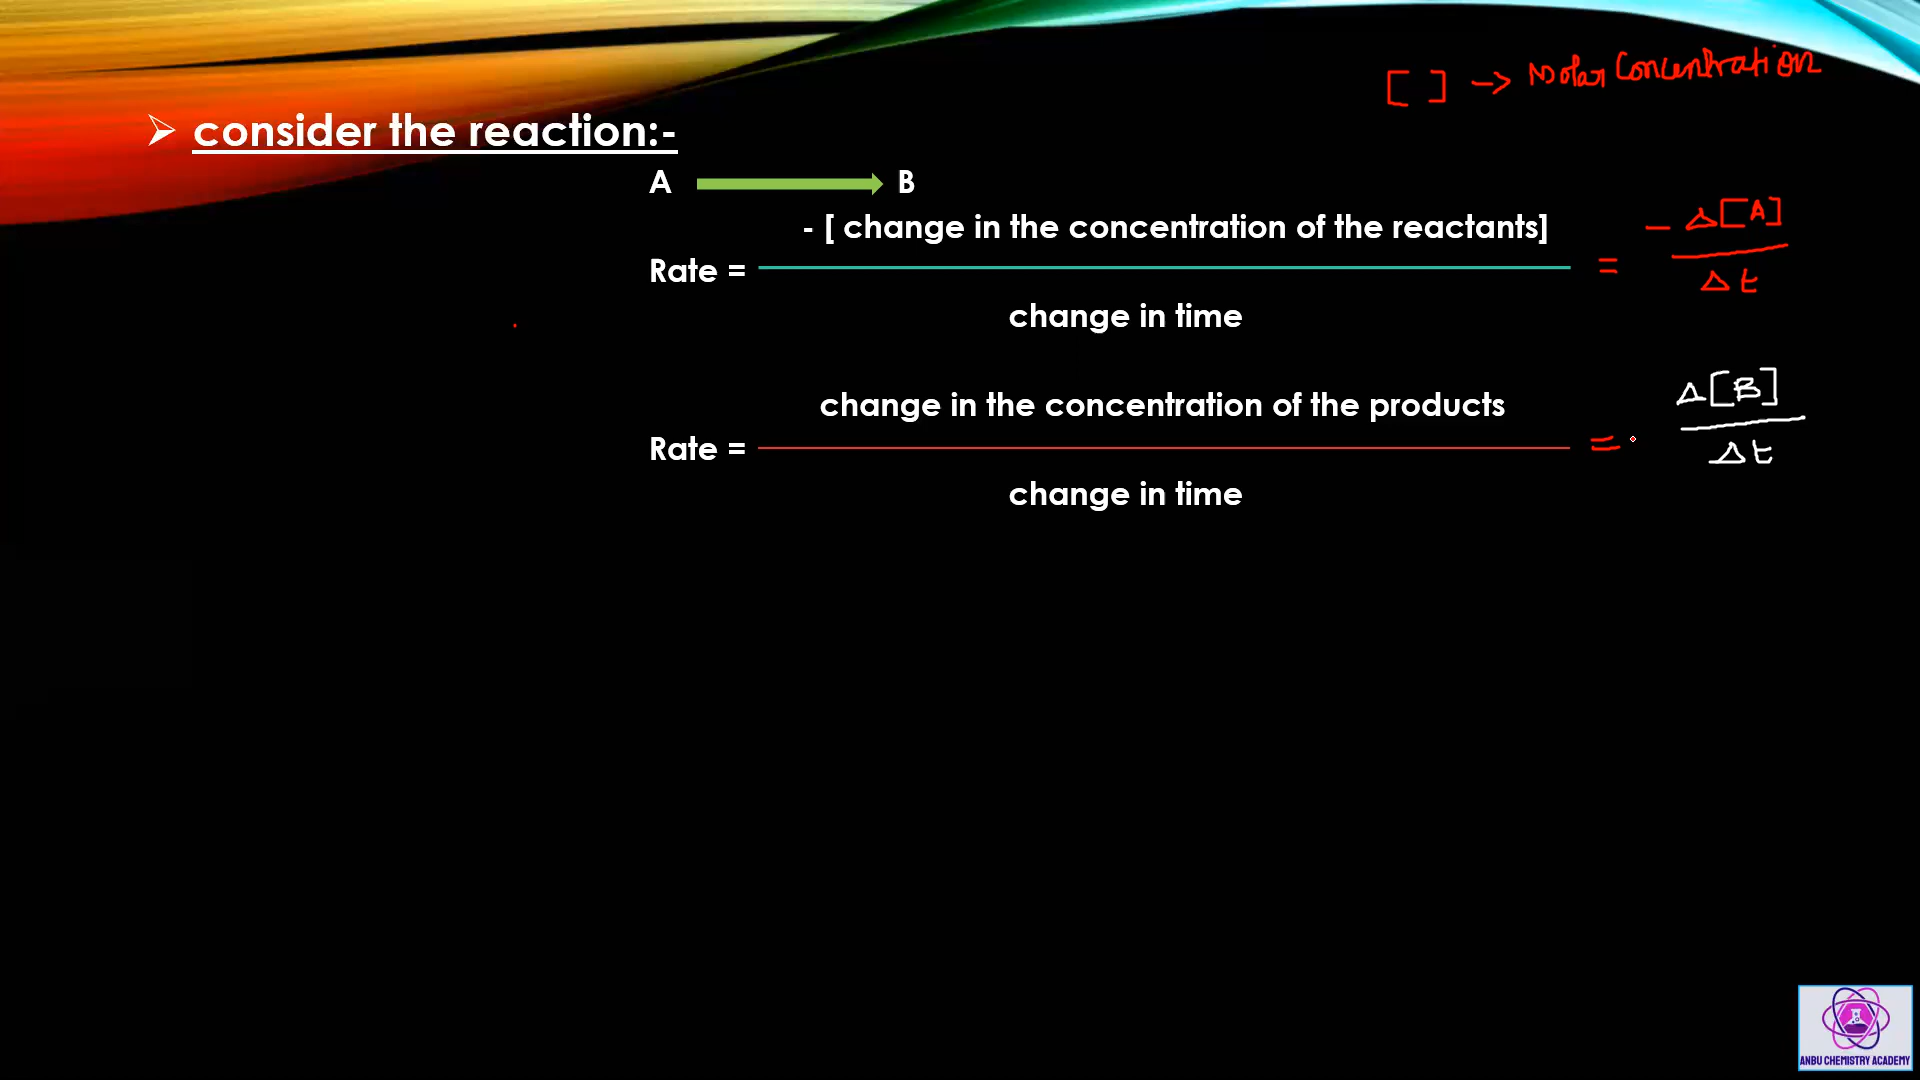 [ ] → Molar Concentration
➢ consider the reaction:-
A → B
- [ change in the concentration of the reactants]
Rate = = - Δ[A] / Δt
change in time
change in the concentration of the products
Rate = = Δ[B] / Δt
change in time
ANBU CHEMISTRY ACADEMY